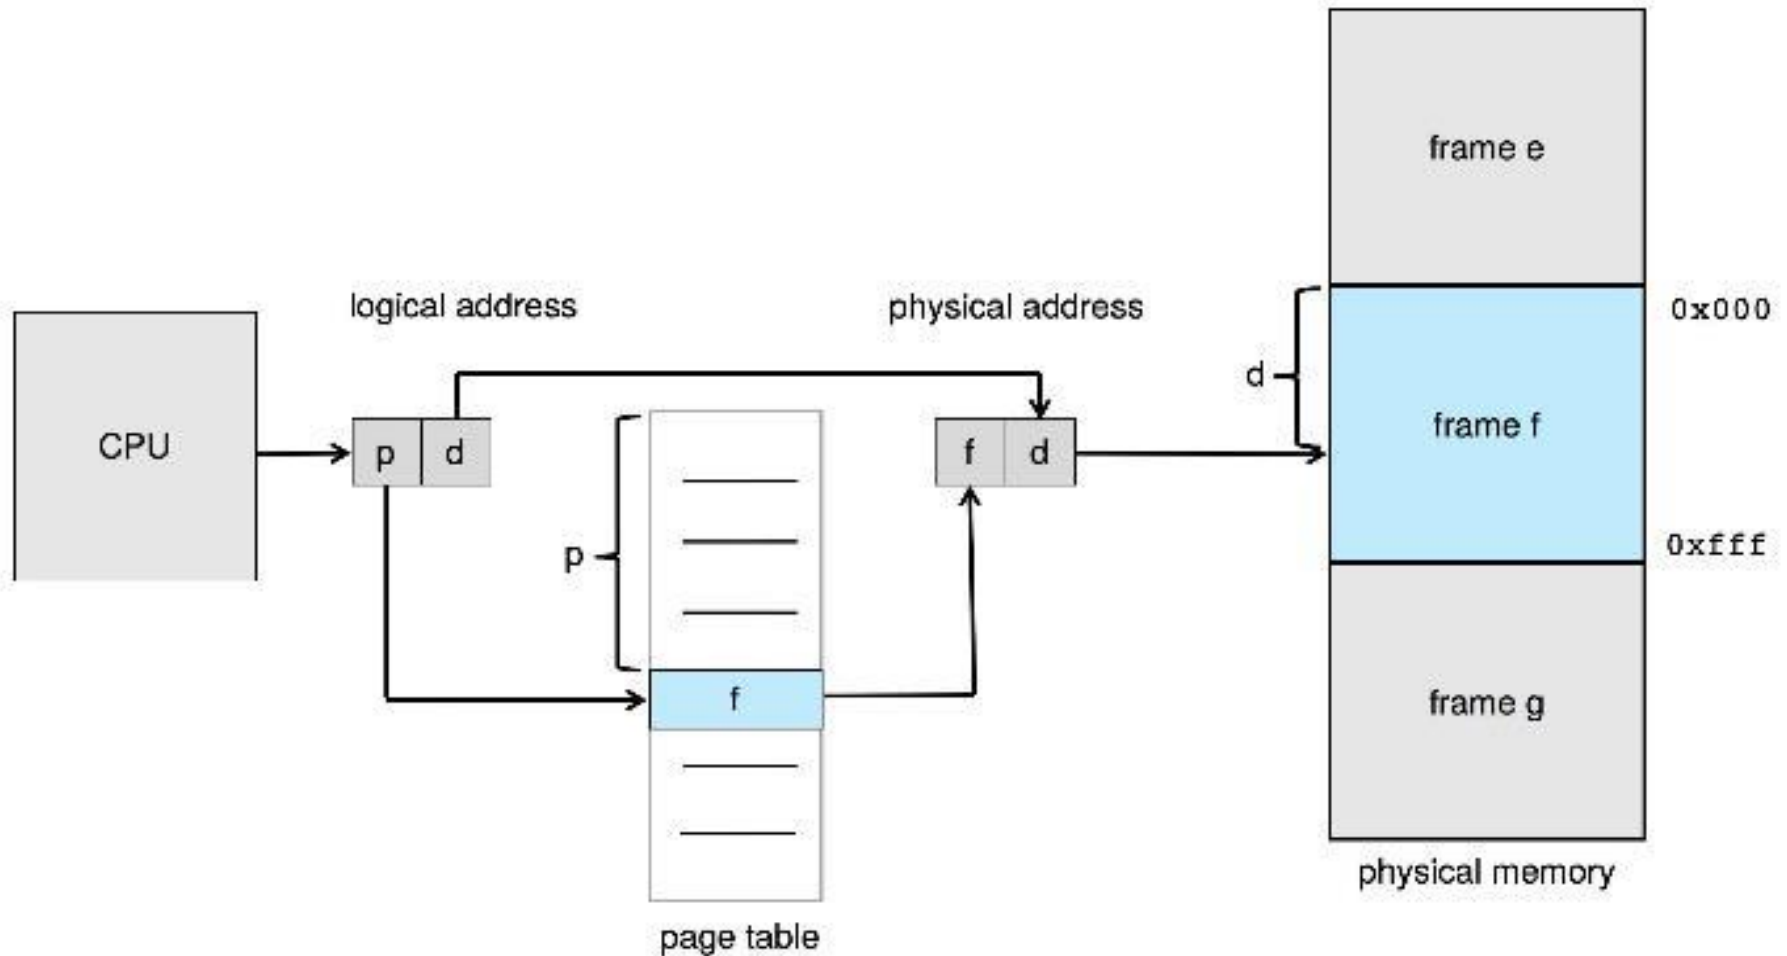 frame e
logical address
physical address
0x000
d
frame f
CPU
p d
f d
0xfff
p
f
frame g
physical memory
page table